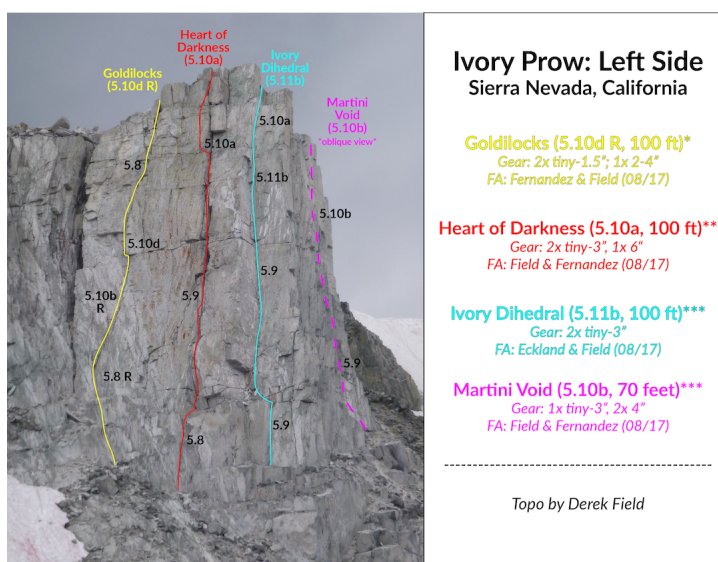 Heart of
Darkness
(5.10a)
Goldilocks
(5.10d R)
Ivory
Dihedral
(5.11b)
Martini
Void
(5.10b)
"oblique view"
5.10a
5.10a
5.8
5.11b
5.10b
5.10d
5.9
5.10b
R
5.9
5.9
5.8 R
5.9
5.8
Ivory Prow: Left Side
Sierra Nevada, California
Goldilocks (5.10d R, 100 ft)*
Gear: 2x tiny-1.5”; 1x 2-4”
FA: Fernandez & Field (08/17)
Heart of Darkness (5.10a, 100 ft)**
Gear: 2x tiny-3”, 1x 6“
FA: Field & Fernandez (08/17)
Ivory Dihedral (5.11b, 100 ft)***
Gear: 2x tiny-3”
FA: Eckland & Field (08/17)
Martini Void (5.10b, 70 feet)***
Gear: 1x tiny-3”, 2x 4”
FA: Field & Fernandez (08/17)
Topo by Derek Field